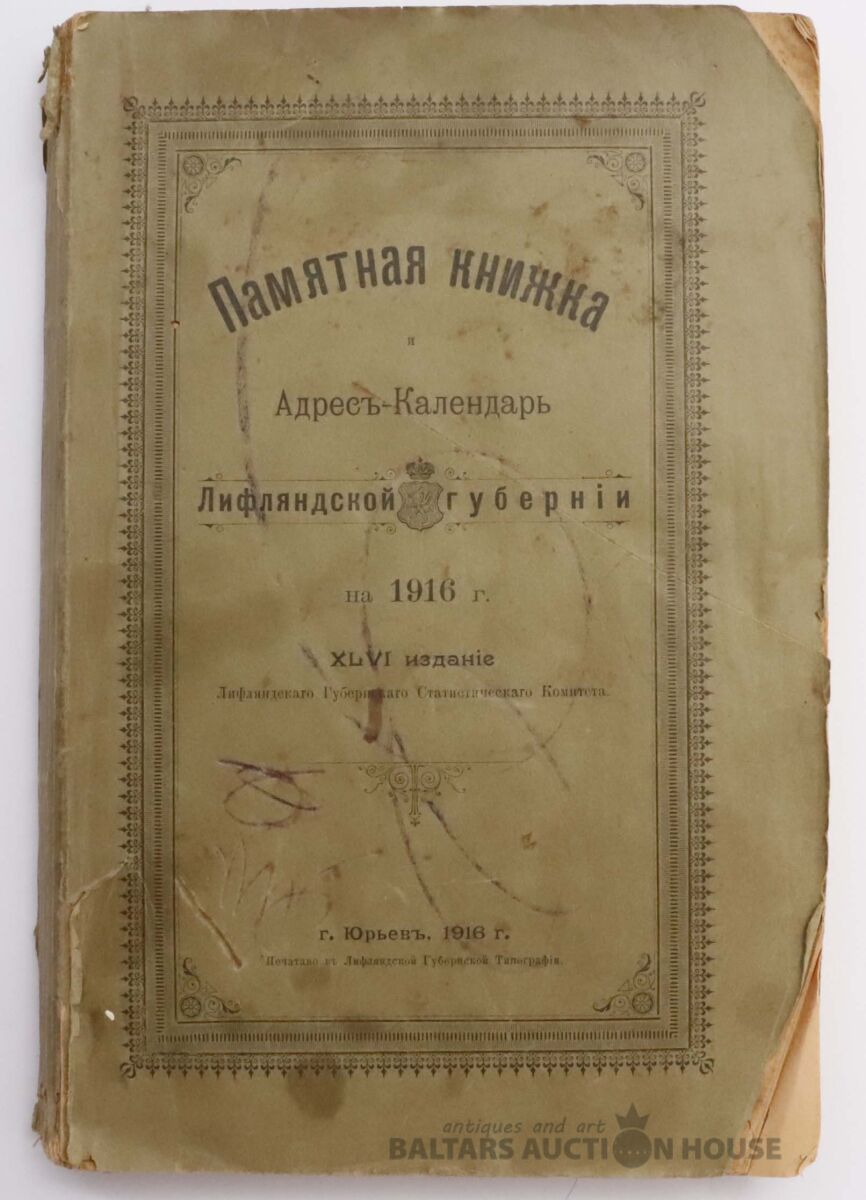 Памятная книжка
и
Адресъ-Календарь
Лифляндской губерніи
на 1916 г.
XLVI изданіе
Лифляндскаго Губернскаго Статистическаго Комитета.
г. Юрьевъ. 1916 г.
Печатано въ Лифляндской Губернской Типографіи.
antiques and art
BALTARS AUCTION HOUSE